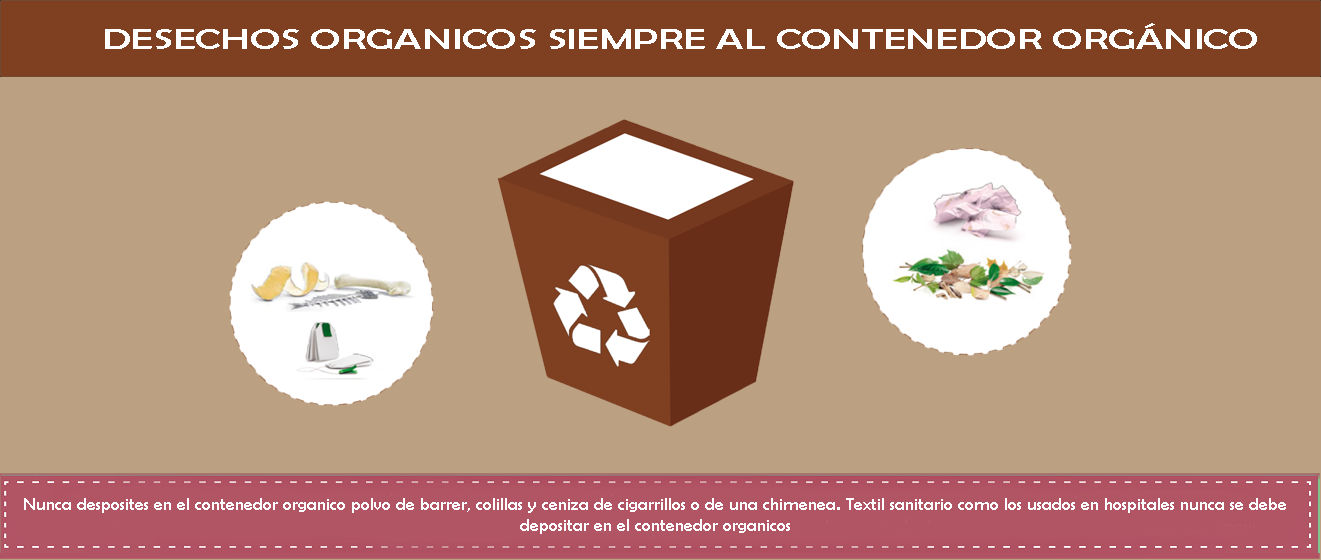 DESECHOS ORGANICOS SIEMPRE AL CONTENEDOR ORGÁNICO
Nunca desposites en el contenedor organico polvo de barrer, colillas y ceniza de cigarrillos o de una chimenea. Textil sanitario como los usados en hospitales nunca se debe
depositar en el contenedor organicos